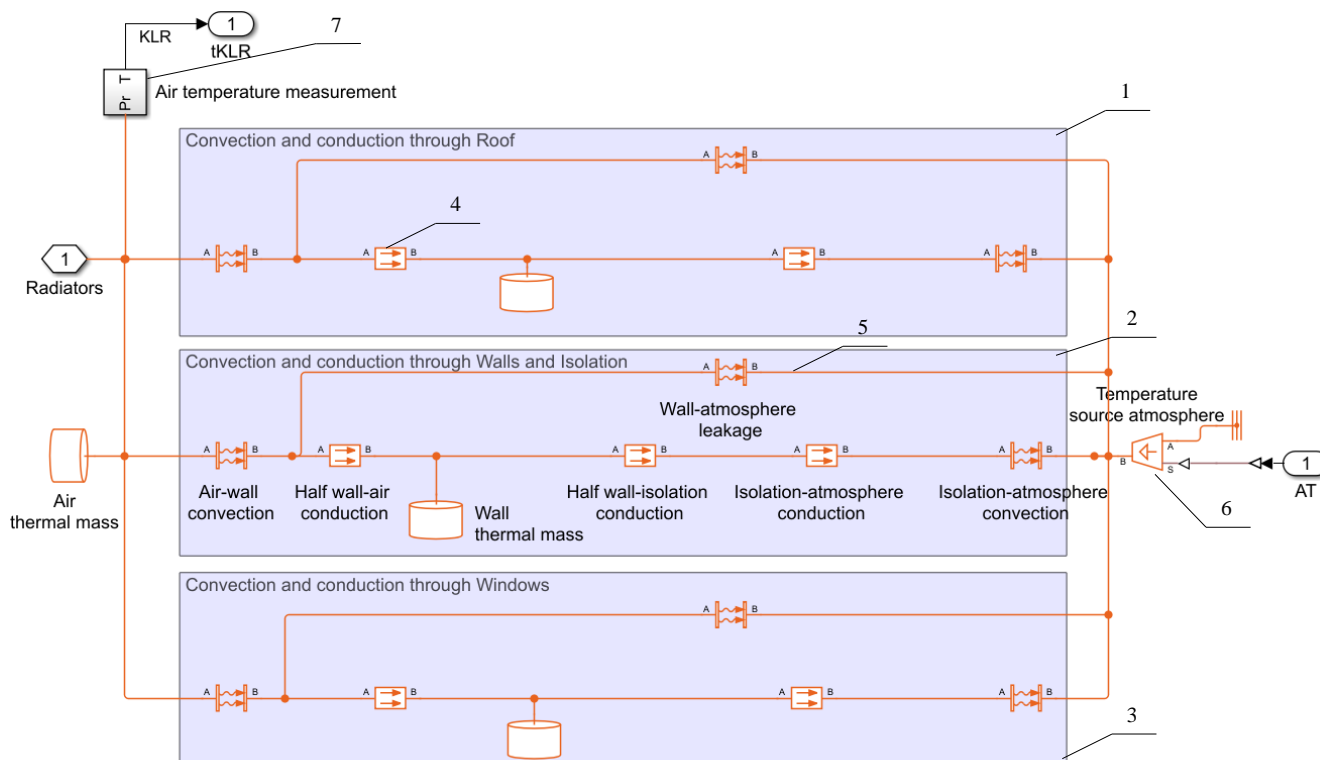 1
KLR
tKLR
7
T
Pr
Air temperature measurement
1
Convection and conduction through Roof
A B
4
A B A B A B A B
1
Radiators
2
Convection and conduction through Walls and Isolation
5
A B
Wall-atmosphere
leakage
Temperature
source atmosphere
A B A B A B A B A B
B A S
1
AT
6
Air
thermal mass
Air-wall
convection
Half wall-air
conduction
Wall
thermal mass
Half wall-isolation
conduction
Isolation-atmosphere
conduction
Isolation-atmosphere
convection
Convection and conduction through Windows
A B
A B A B A B A B
3